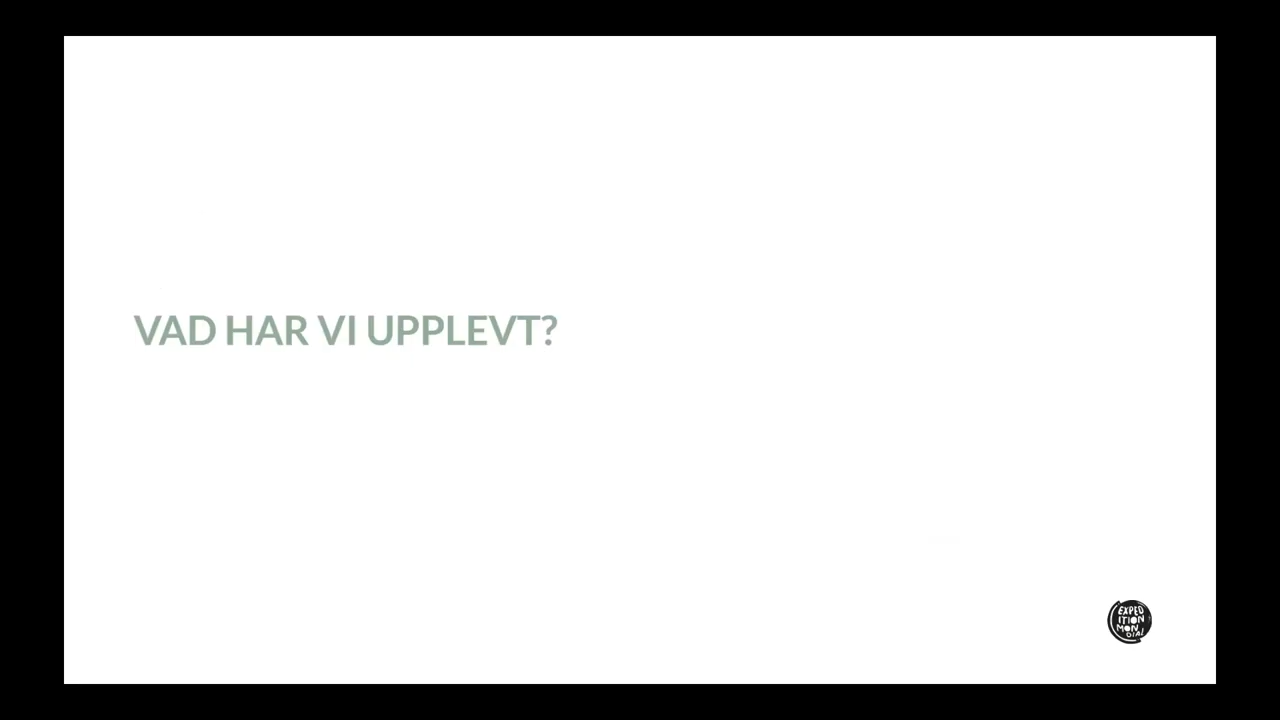 VAD HAR VI UPPLEVT?
EXPED
ITION
MON
DIAL